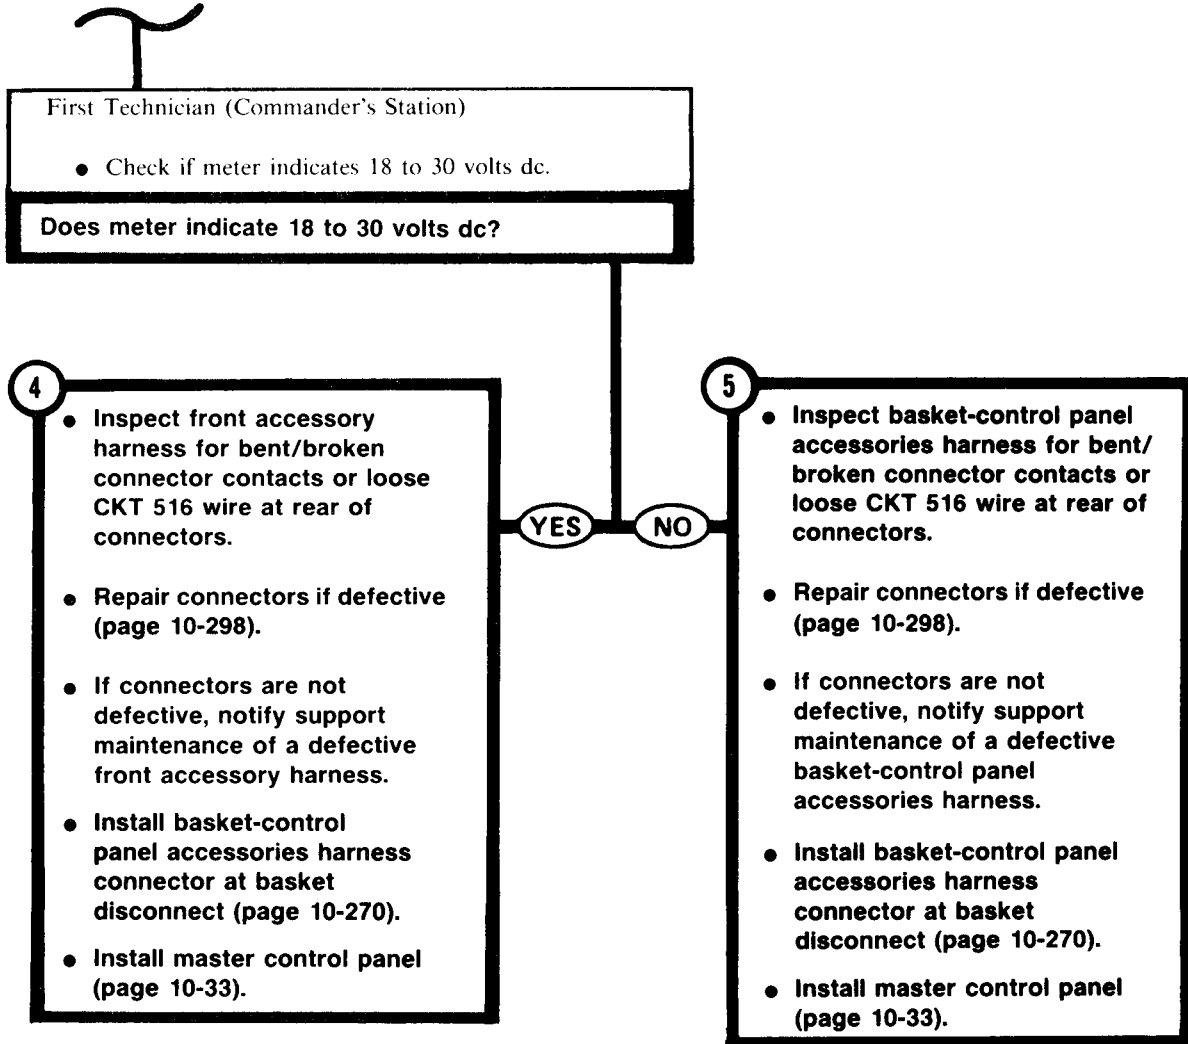 First Technician (Commander's Station)
● Check if meter indicates 18 to 30 volts dc.
Does meter indicate 18 to 30 volts dc?
4
● Inspect front accessory
harness for bent/broken
connector contacts or loose
CKT 516 wire at rear of
connectors.
● Repair connectors if defective
(page 10-298).
● If connectors are not
defective, notify support
maintenance of a defective
front accessory harness.
● Install basket-control
panel accessories harness
connector at basket
disconnect (page 10-270).
● Install master control panel
(page 10-33).
YES
NO
5
● Inspect basket-control panel
accessories harness for bent/
broken connector contacts or
loose CKT 516 wire at rear of
connectors.
● Repair connectors if defective
(page 10-298).
● If connectors are not
defective, notify support
maintenance of a defective
basket-control panel
accessories harness.
● Install basket-control panel
accessories harness
connector at basket
disconnect (page 10-270).
● Install master control panel
(page 10-33).